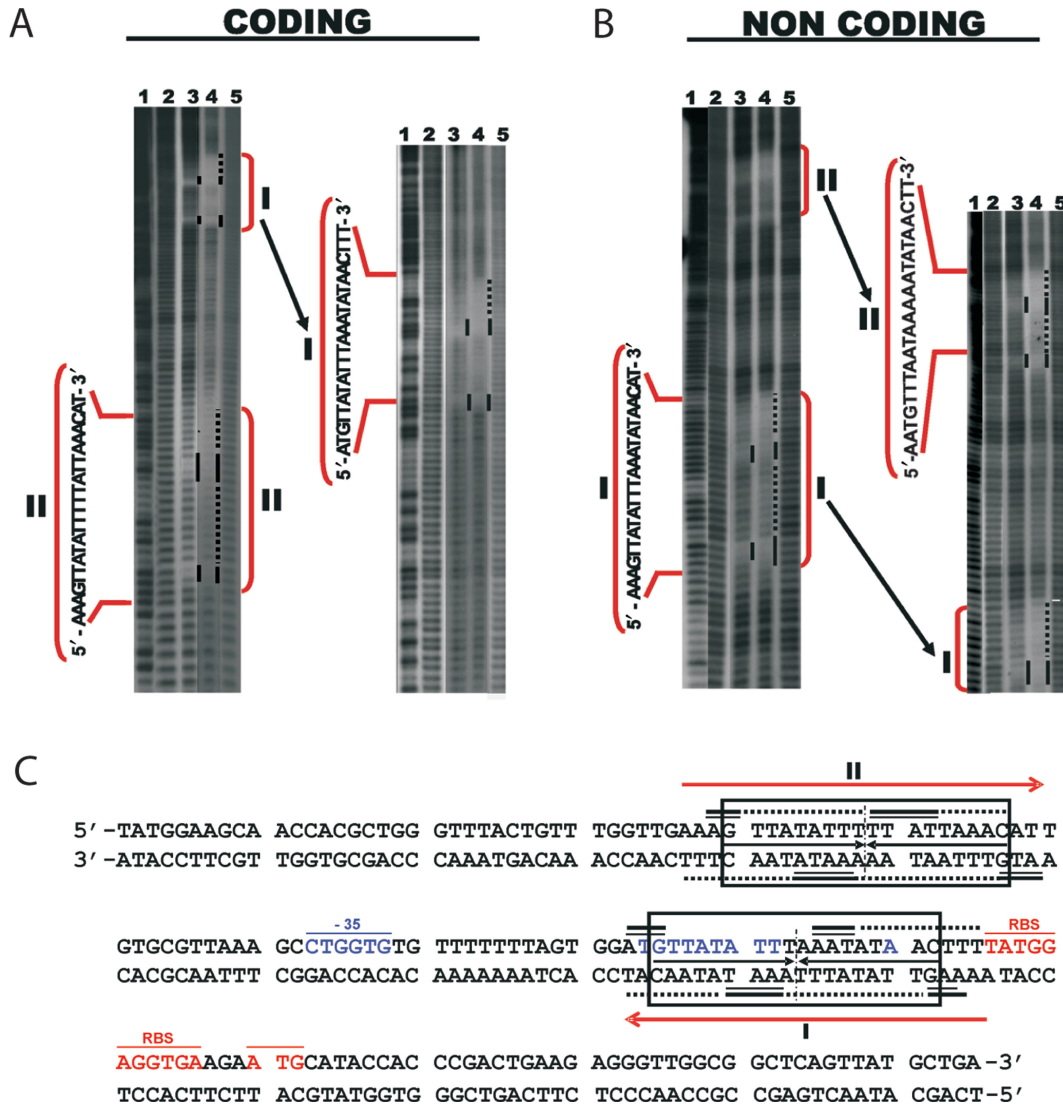 A
CODING
B
NON CODING
1 2 3 4 5
1 2 3 4 5
I
I
5′-ATGTTATATTTAAATATAACTTT-3′
II
5′-AAAGTTATATTTTTATTAAACAT-3′
II
1 2 3 4 5
1 2 3 4 5
II
II
5′-AATGTTTAATAAAAATATAACTT-3′
I
5′-AAAGTTATATTTAAATATAACAT-3′
I
I
C
II
5′-TATGGAAGCA ACCACGCTGG GTTTACTGTT TGGTTGAAAG TTATATTTTT ATTAAACATT
3′-ATACCTTCGT TGGTGCGACC CAAATGACAA ACCAACTTTC AATATAAAAA TAATTTGTAA
-35
RBS
GTGCGTTAAA GCCTGGTGTG TTTTTTTAGT GGATGTTATA TTTAAATATA ACTTTTATGG
CACGCAATTT CGGACCACAC AAAAAAATCA CCTACAATAT AAATTTATAT TGAAAATACC
I
RBS
AGGTGAAGAA ATGCATACCAC CCGACTGAAG AGGGTTGGCG GCTCAGTTAT GCTGA-3′
TCCACTTCTT ACGTATGGTG GGCTGACTTC TCCCAACCGC CGAGTCAATA CGACT-5′